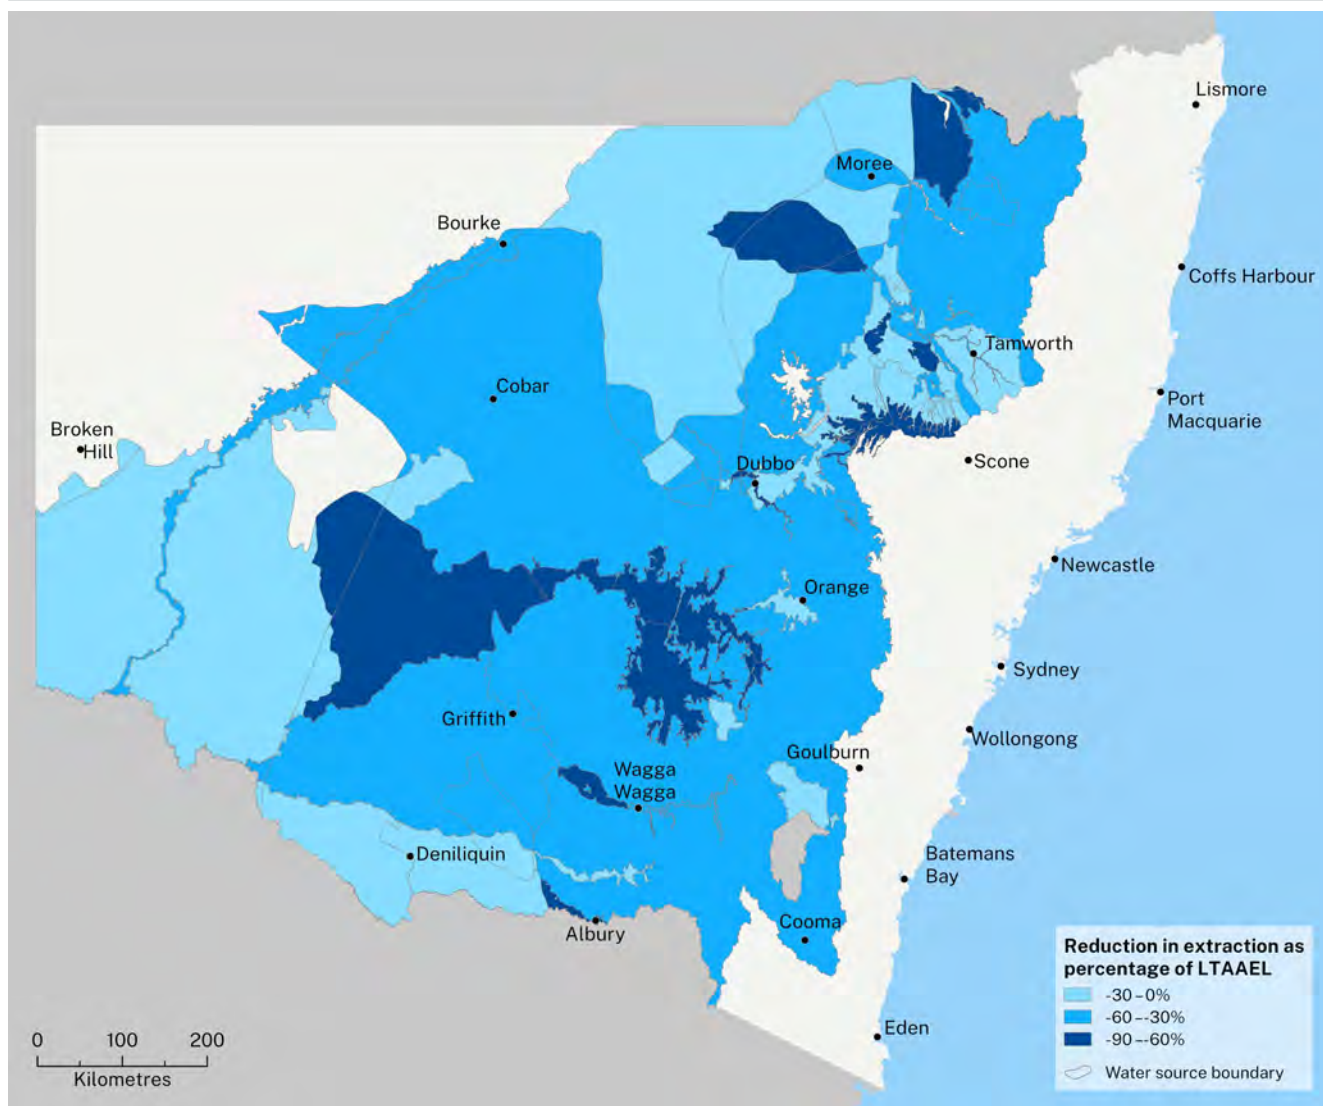 Lismore
Moree
Bourke
Coffs Harbour
Tamworth
Cobar
Port
Macquarie
Broken
Hill
Dubbo
Scone
Newcastle
Orange
Sydney
Griffith
Wollongong
Goulburn
Wagga
Wagga
Deniliquin
Batemans
Bay
Cooma
Albury
Eden
Reduction in extraction as
percentage of LTAAEL
-30–0%
-60–-30%
-90–-60%
Water source boundary
0 100 200
Kilometres